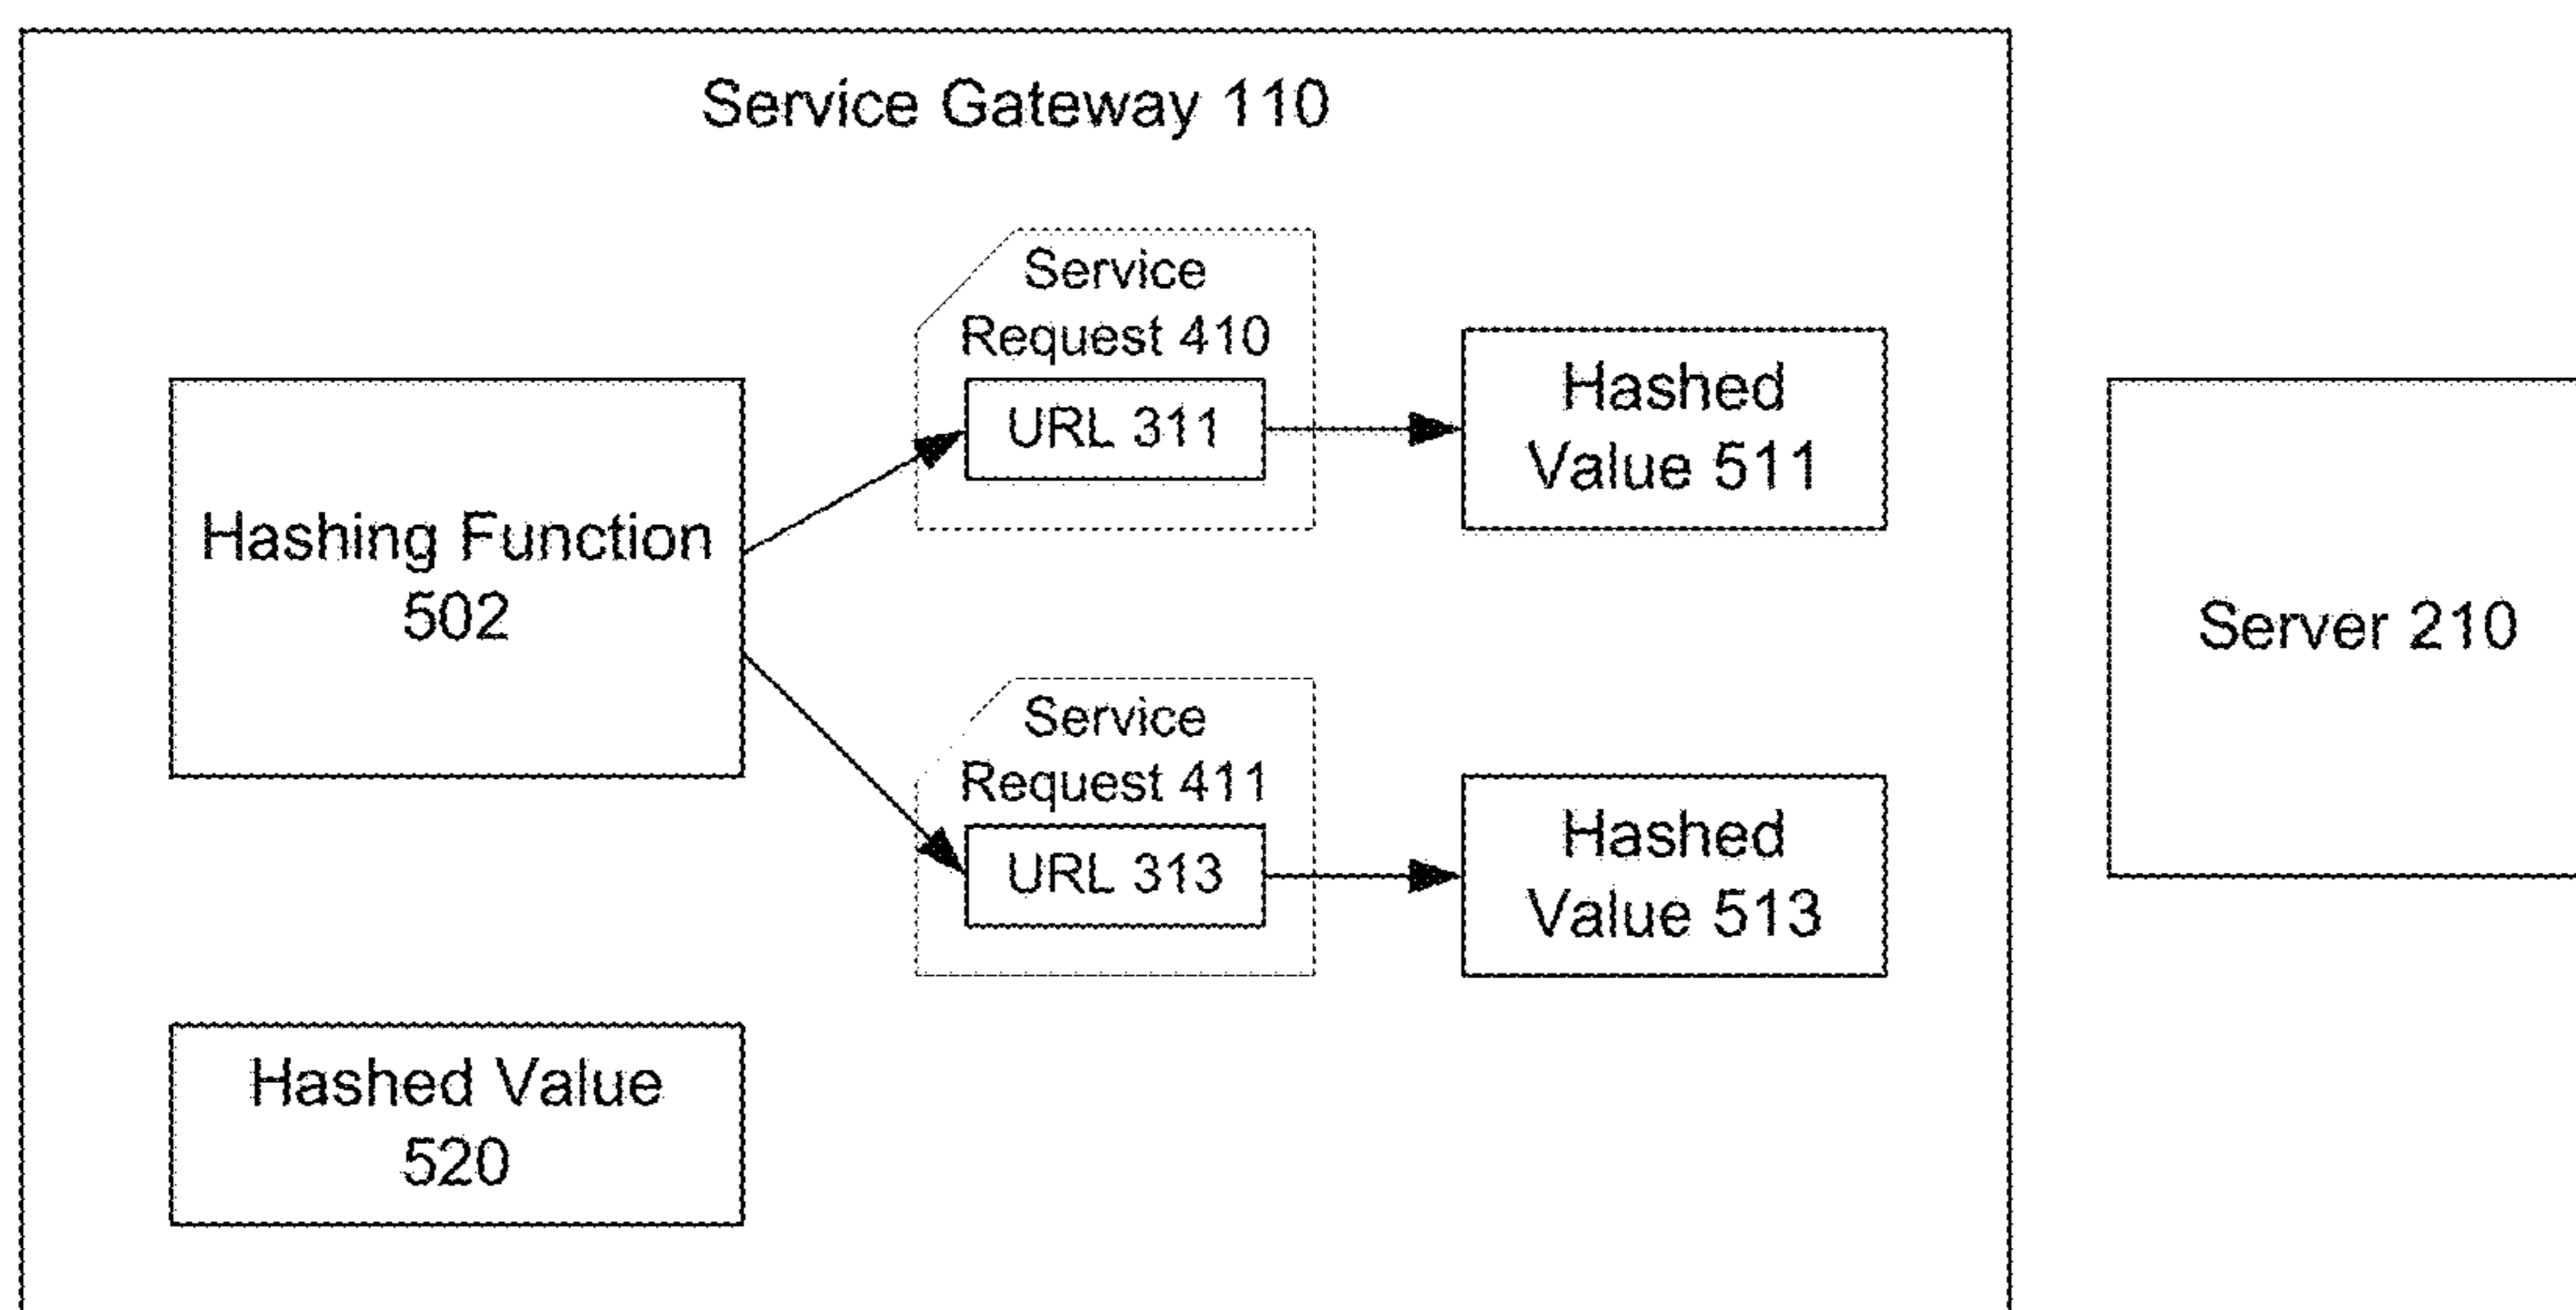 Service Gateway 110
Service
Request 410
URL 311
Hashed
Value 511
Hashing Function
502
Server 210
Service
Request 411
URL 313
Hashed
Value 513
Hashed Value
520